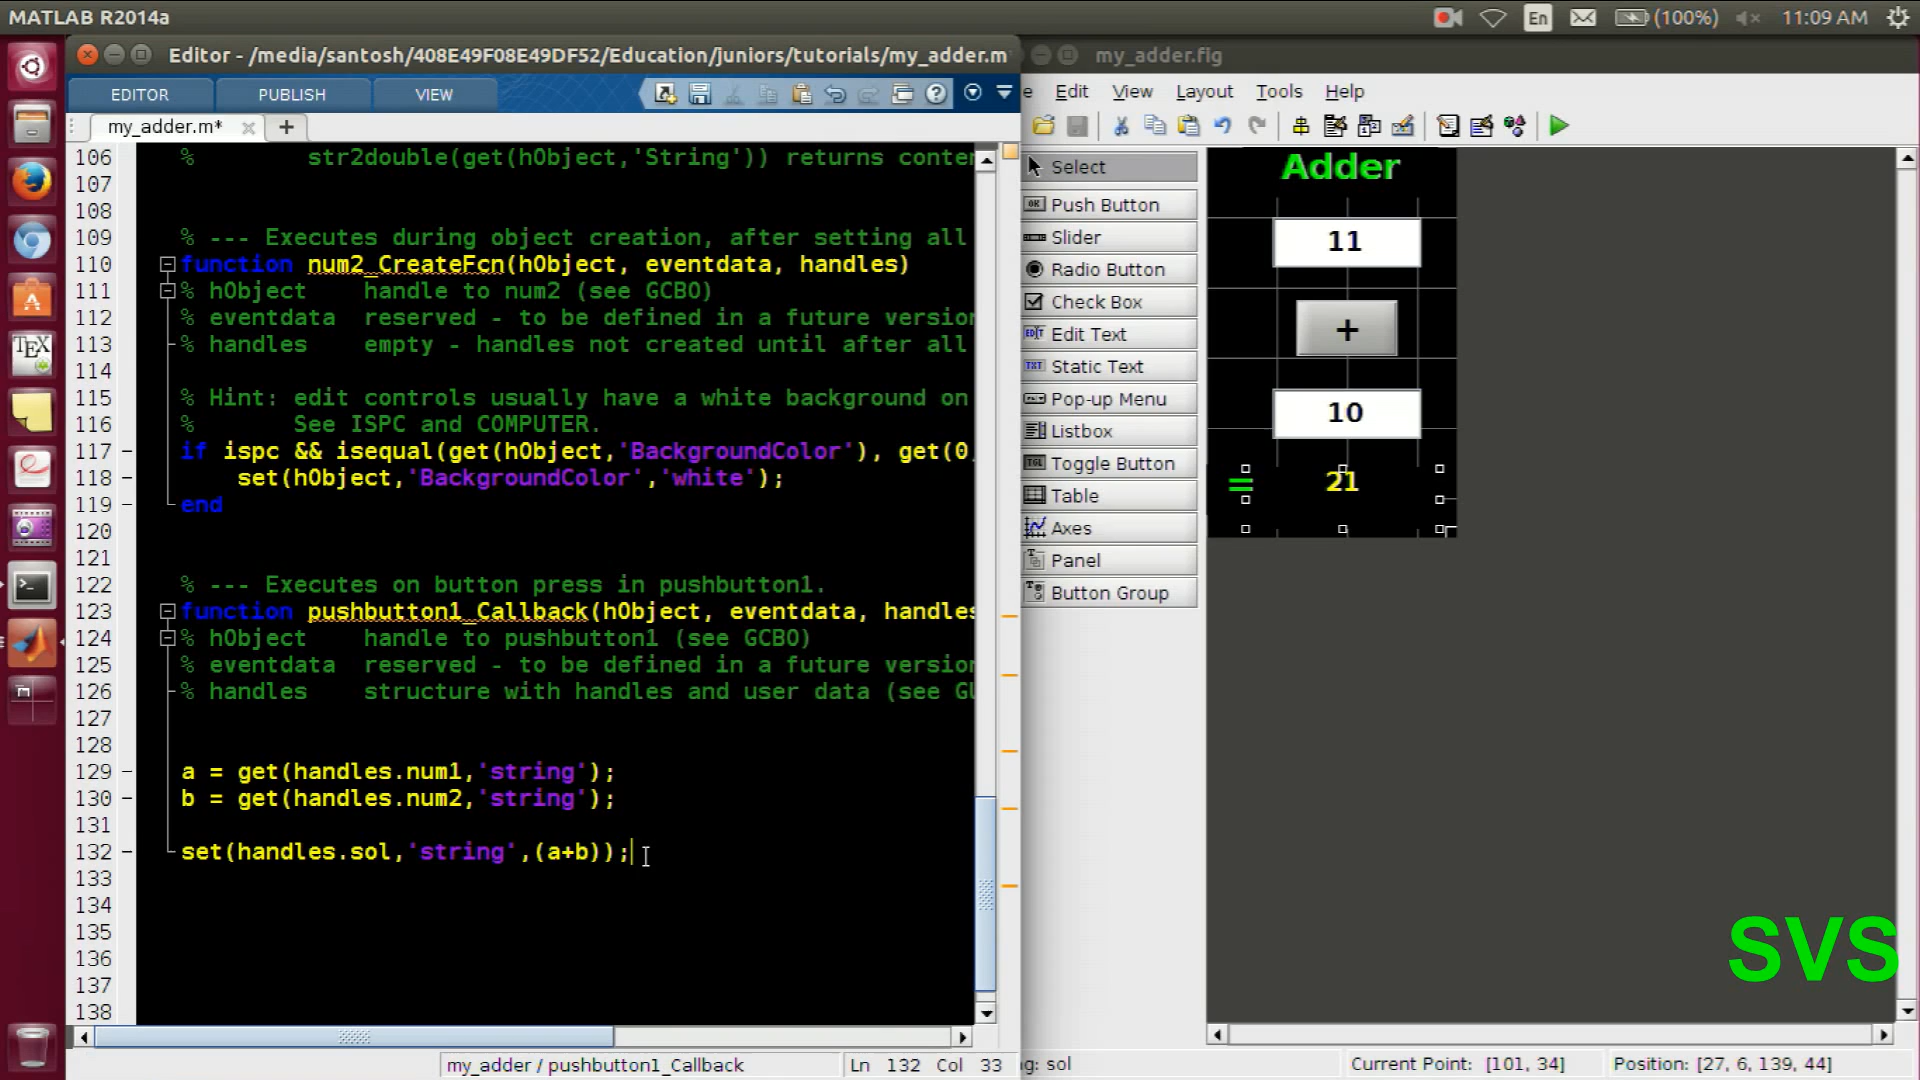 MATLAB R2014a
En
(100%)
11:09 AM
Editor - /media/santosh/408E49F08E49DF52/Education/juniors/tutorials/my_adder.m*
EDITOR
PUBLISH
VIEW
my_adder.m*
106 % str2double(get(hObject,'String')) returns conten
107
108
109 % --- Executes during object creation, after setting all
110 function num2_CreateFcn(hObject, eventdata, handles)
111 % hObject handle to num2 (see GCBO)
112 % eventdata reserved - to be defined in a future version
113 % handles empty - handles not created until after all
114
115 % Hint: edit controls usually have a white background on
116 % See ISPC and COMPUTER.
117 if ispc && isequal(get(hObject,'BackgroundColor'), get(0,
118 set(hObject,'BackgroundColor','white');
119 end
120
121
122 % --- Executes on button press in pushbutton1.
123 function pushbutton1_Callback(hObject, eventdata, handles
124 % hObject handle to pushbutton1 (see GCBO)
125 % eventdata reserved - to be defined in a future version
126 % handles structure with handles and user data (see GU
127
128
129 a = get(handles.num1,'string');
130 b = get(handles.num2,'string');
131
132 set(handles.sol,'string',(a+b));
133
134
135
136
137
138
my_adder / pushbutton1_Callback
Ln 132 Col 33
my_adder.fig
e Edit View Layout Tools Help
Select
Push Button
Slider
Radio Button
Check Box
Edit Text
Static Text
Pop-up Menu
Listbox
Toggle Button
Table
Axes
Panel
Button Group
Adder
11
+
10
= 21
SVS
g: sol
Current Point: [101, 34]
Position: [27, 6, 139, 44]